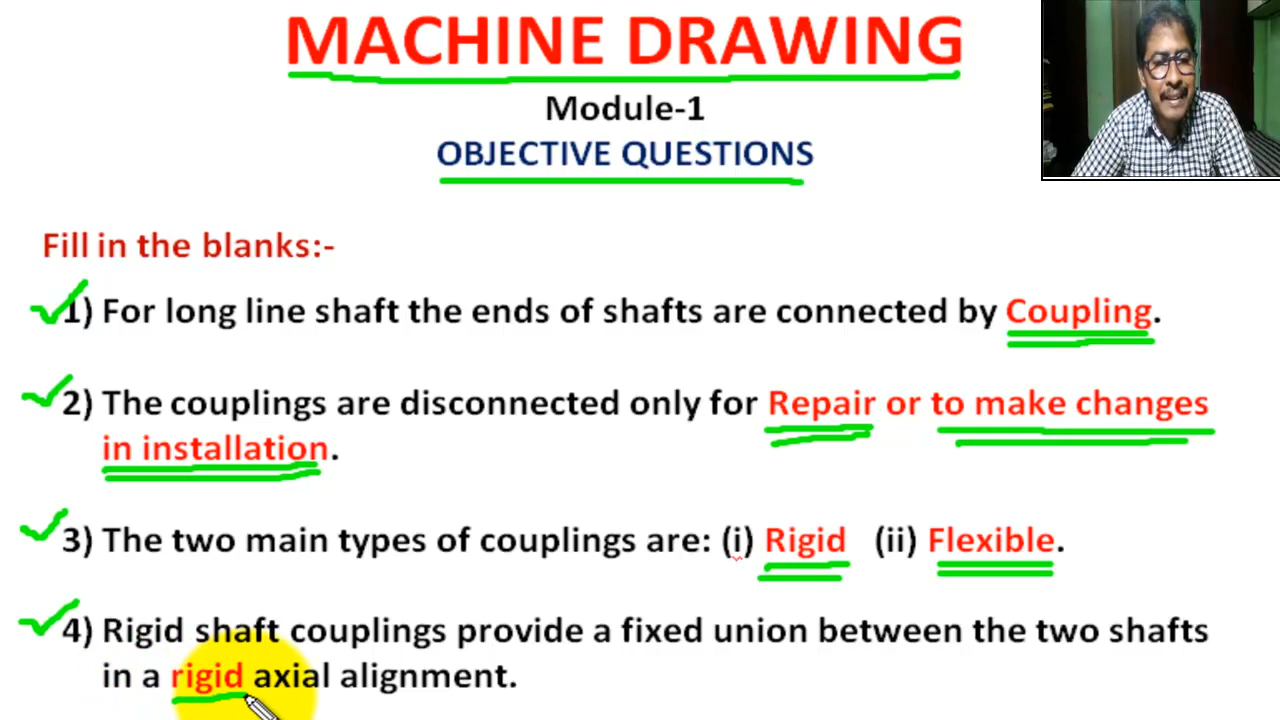 MACHINE DRAWING
Module-1
OBJECTIVE QUESTIONS
Fill in the blanks:-
1) For long line shaft the ends of shafts are connected by Coupling.
2) The couplings are disconnected only for Repair or to make changes
in installation.
3) The two main types of couplings are: (i) Rigid (ii) Flexible.
4) Rigid shaft couplings provide a fixed union between the two shafts
in a rigid axial alignment.